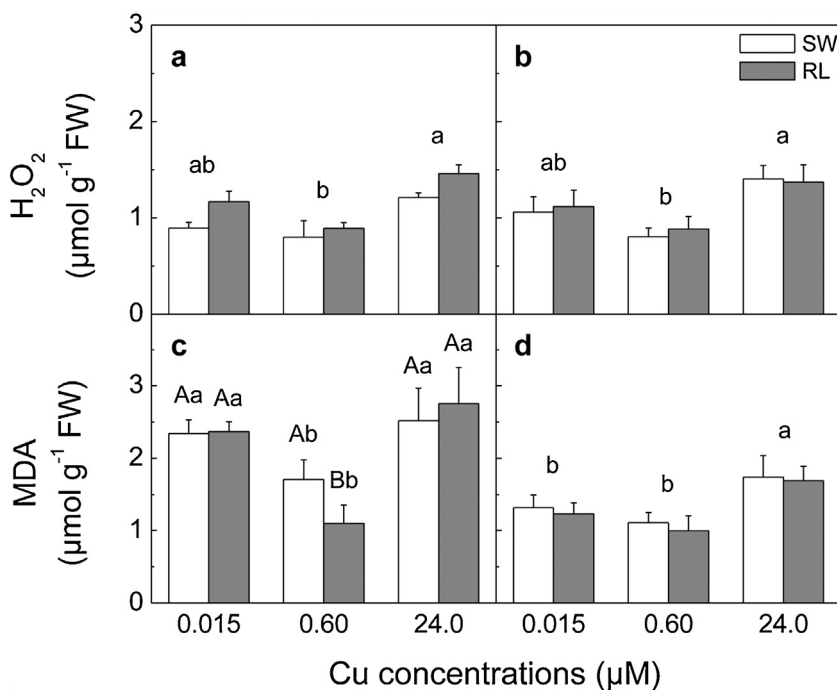 3
a
b
SW
RL
H₂O₂
(µmol g⁻¹ FW)
2
ab
a
ab
a
b
b
1
0
c
d
Aa
Aa
MDA
(µmol g⁻¹ FW)
3
Aa
Aa
Ab
a
2
Bb
b
b
1
0
0.015
0.60
24.0
0.015
0.60
24.0
Cu concentrations (µM)